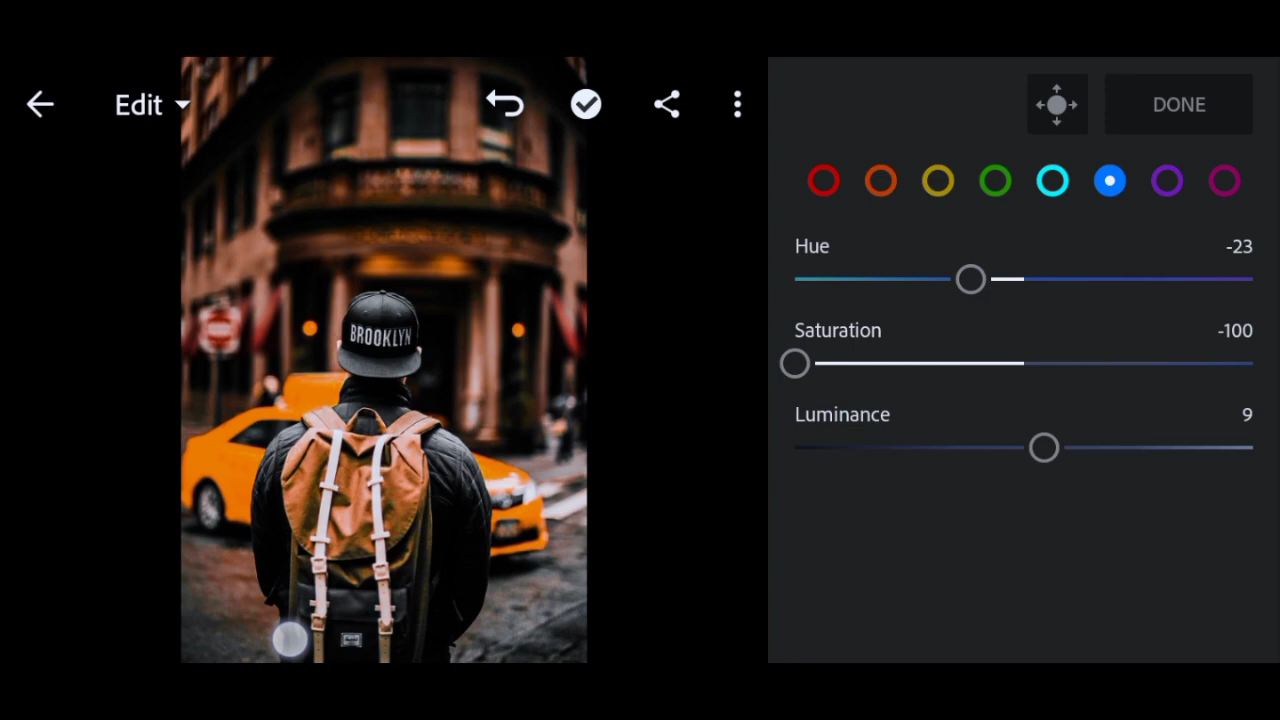 Edit
DONE
Hue
-23
Saturation
-100
Luminance
9
BROOKLYN